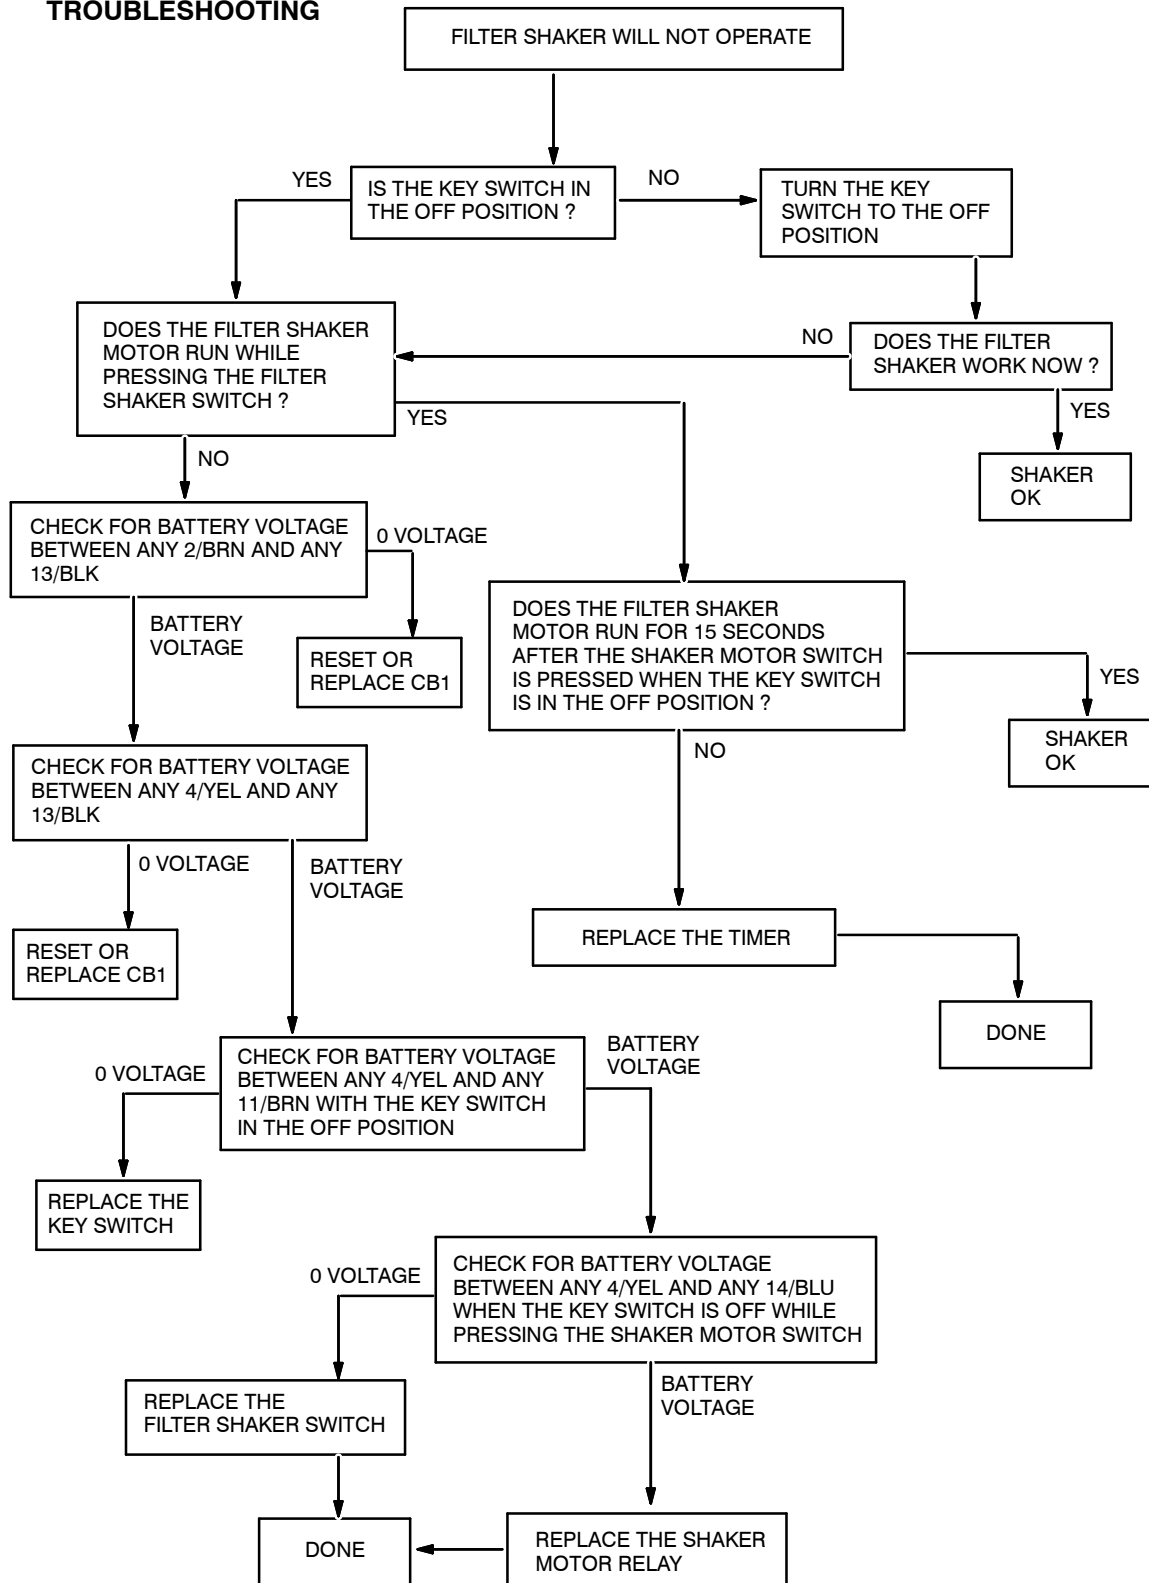 TROUBLESHOOTING
FILTER SHAKER WILL NOT OPERATE
YES
IS THE KEY SWITCH IN
THE OFF POSITION ?
NO
TURN THE KEY
SWITCH TO THE OFF
POSITION
DOES THE FILTER SHAKER
MOTOR RUN WHILE
PRESSING THE FILTER
SHAKER SWITCH ?
NO
DOES THE FILTER
SHAKER WORK NOW ?
YES
YES
NO
SHAKER
OK
CHECK FOR BATTERY VOLTAGE
BETWEEN ANY 2/BRN AND ANY
13/BLK
0 VOLTAGE
BATTERY
VOLTAGE
RESET OR
REPLACE CB1
DOES THE FILTER SHAKER
MOTOR RUN FOR 15 SECONDS
AFTER THE SHAKER MOTOR SWITCH
IS PRESSED WHEN THE KEY SWITCH
IS IN THE OFF POSITION ?
YES
NO
SHAKER
OK
CHECK FOR BATTERY VOLTAGE
BETWEEN ANY 4/YEL AND ANY
13/BLK
0 VOLTAGE
BATTERY
VOLTAGE
RESET OR
REPLACE CB1
REPLACE THE TIMER
DONE
0 VOLTAGE
CHECK FOR BATTERY VOLTAGE
BETWEEN ANY 4/YEL AND ANY
11/BRN WITH THE KEY SWITCH
IN THE OFF POSITION
BATTERY
VOLTAGE
REPLACE THE
KEY SWITCH
0 VOLTAGE
CHECK FOR BATTERY VOLTAGE
BETWEEN ANY 4/YEL AND ANY 14/BLU
WHEN THE KEY SWITCH IS OFF WHILE
PRESSING THE SHAKER MOTOR SWITCH
BATTERY
VOLTAGE
REPLACE THE
FILTER SHAKER SWITCH
DONE
REPLACE THE SHAKER
MOTOR RELAY